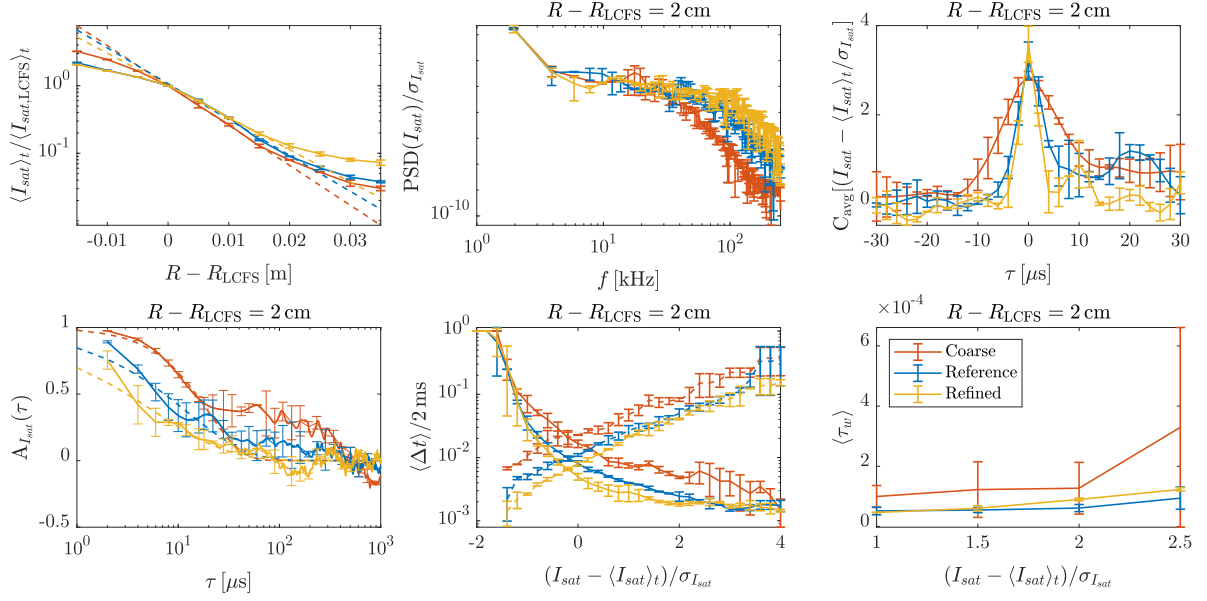 ⟨I_sat⟩_t/⟨I_sat,LCFS⟩_t
10^0
10^-1
-0.01 0 0.01 0.02 0.03
R − R_LCFS [m]
R − R_LCFS = 2 cm
PSD(I_sat)/σ_I_sat
10^-10
10^0 10^1 10^2
f [kHz]
R − R_LCFS = 2 cm
C_avg[(I_sat − ⟨I_sat⟩_t/σ_I_sat]
4
2
0
-30 -20 -10 0 10 20 30
τ [μs]
R − R_LCFS = 2 cm
A_I_sat(τ)
1
0.5
0
-0.5
10^0 10^1 10^2 10^3
τ [μs]
R − R_LCFS = 2 cm
⟨Δt⟩/2 ms
10^0
10^-1
10^-2
10^-3
-2 0 2 4
(I_sat − ⟨I_sat⟩_t)/σ_I_sat
×10^-4
R − R_LCFS = 2 cm
Coarse
Reference
Refined
⟨τ_w⟩
6
4
2
0
1 1.5 2 2.5
(I_sat − ⟨I_sat⟩_t)/σ_I_sat